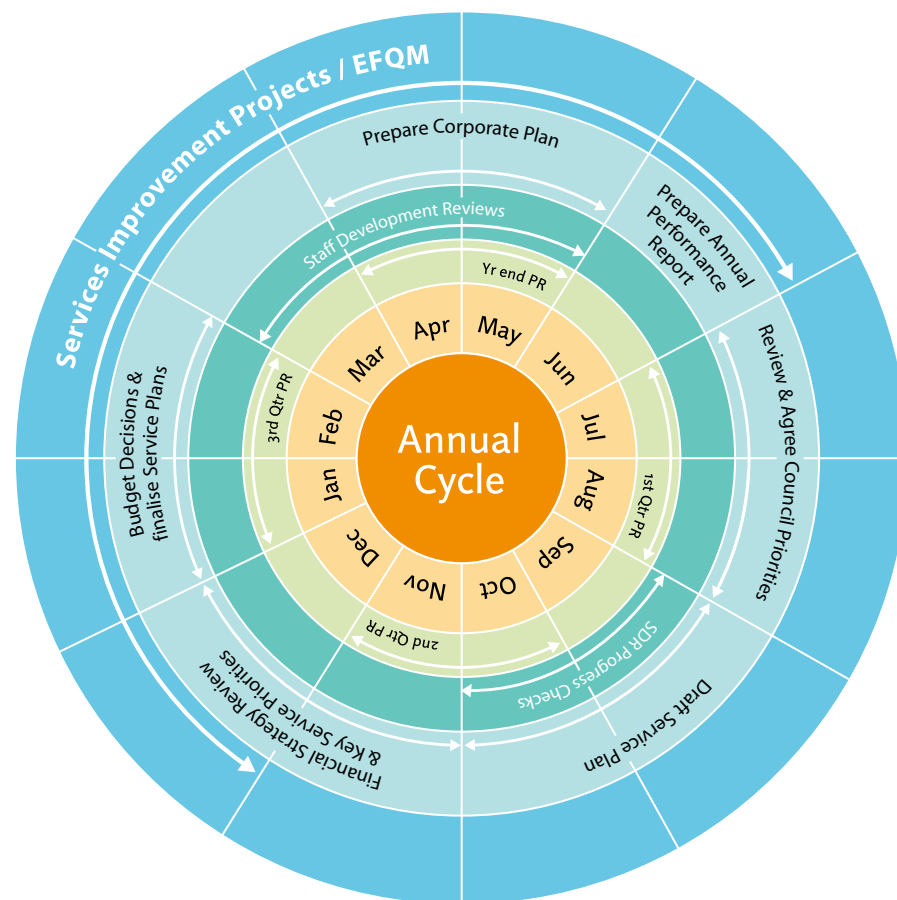 Services Improvement Projects / EFQM
Prepare Corporate Plan
Prepare Annual
Performance
Report
Review & Agree Council Priorities
Draft Service Plan
Financial Strategy Review
& Key Service Priorities
Budget Decisions &
finalise Service Plans
Staff Development Reviews
SDR Progress Checks
Yr end PR
1st Qtr PR
2nd Qtr PR
3rd Qtr PR
Apr
May
Jun
Jul
Aug
Sep
Oct
Nov
Dec
Jan
Feb
Mar
Annual
Cycle